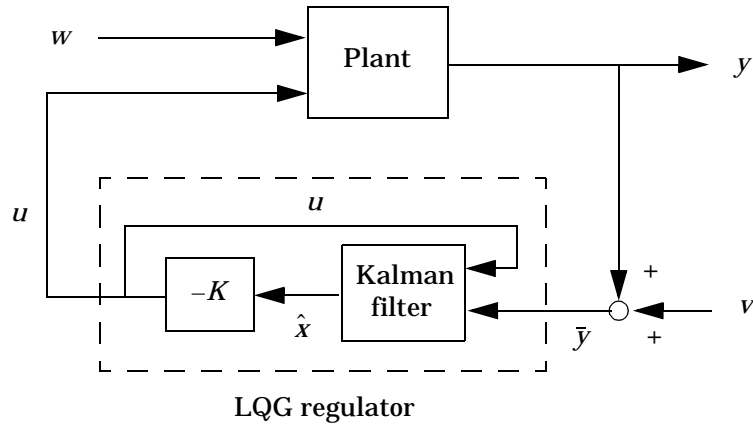 w
Plant
y
u
u
–K
Kalman
filter
x̂
ȳ
+
v
+
LQG regulator